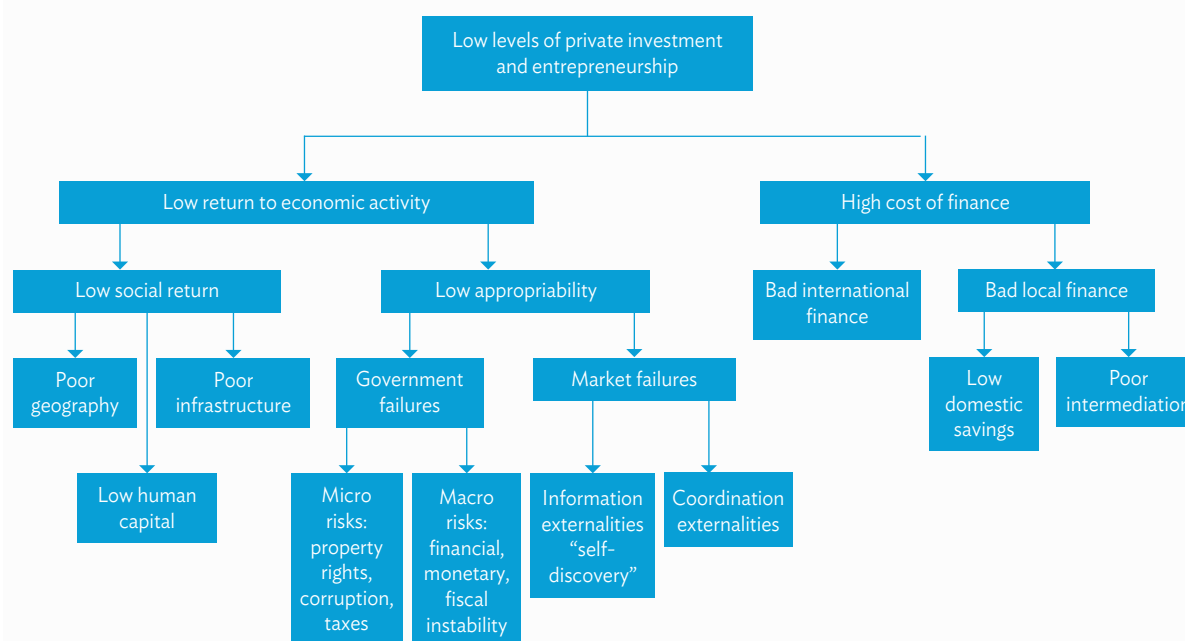 Low levels of private investment
and entrepreneurship
Low return to economic activity
High cost of finance
Low social return
Low appropriability
Bad international
finance
Bad local finance
Poor
geography
Poor
infrastructure
Government
failures
Market failures
Low
domestic
savings
Poor
intermediation
Low human
capital
Micro
risks:
property
rights,
corruption,
taxes
Macro
risks:
financial,
monetary,
fiscal
instability
Information
externalities
“self-
discovery”
Coordination
externalities